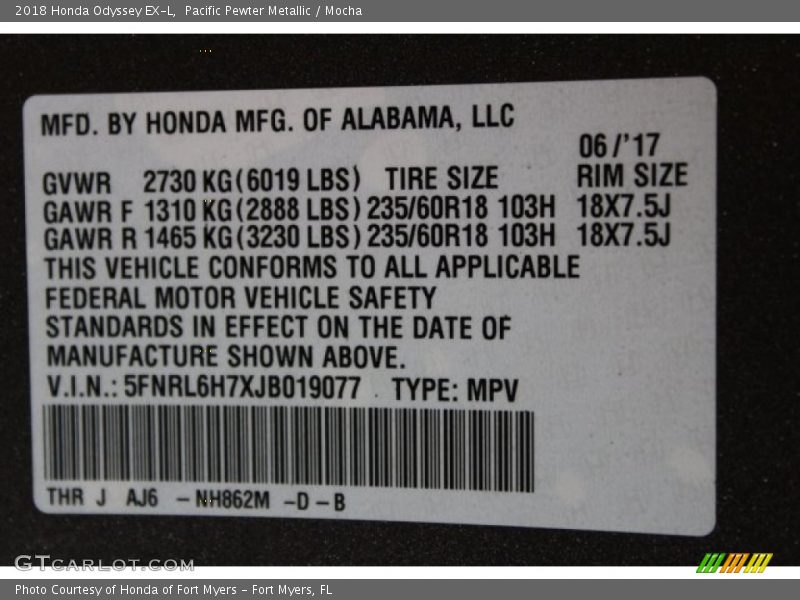 2018 Honda Odyssey EX-L, Pacific Pewter Metallic / Mocha
MFD. BY HONDA MFG. OF ALABAMA, LLC
06/'17
GVWR 2730 KG(6019 LBS) TIRE SIZE RIM SIZE
GAWR F 1310 KG(2888 LBS) 235/60R18 103H 18X7.5J
GAWR R 1465 KG(3230 LBS) 235/60R18 103H 18X7.5J
THIS VEHICLE CONFORMS TO ALL APPLICABLE
FEDERAL MOTOR VEHICLE SAFETY
STANDARDS IN EFFECT ON THE DATE OF
MANUFACTURE SHOWN ABOVE.
V.I.N.: 5FNRL6H7XJB019077 TYPE: MPV
THR J AJ6 -NH862M -D-B
GTCARLOT.COM
Photo Courtesy of Honda of Fort Myers - Fort Myers, FL